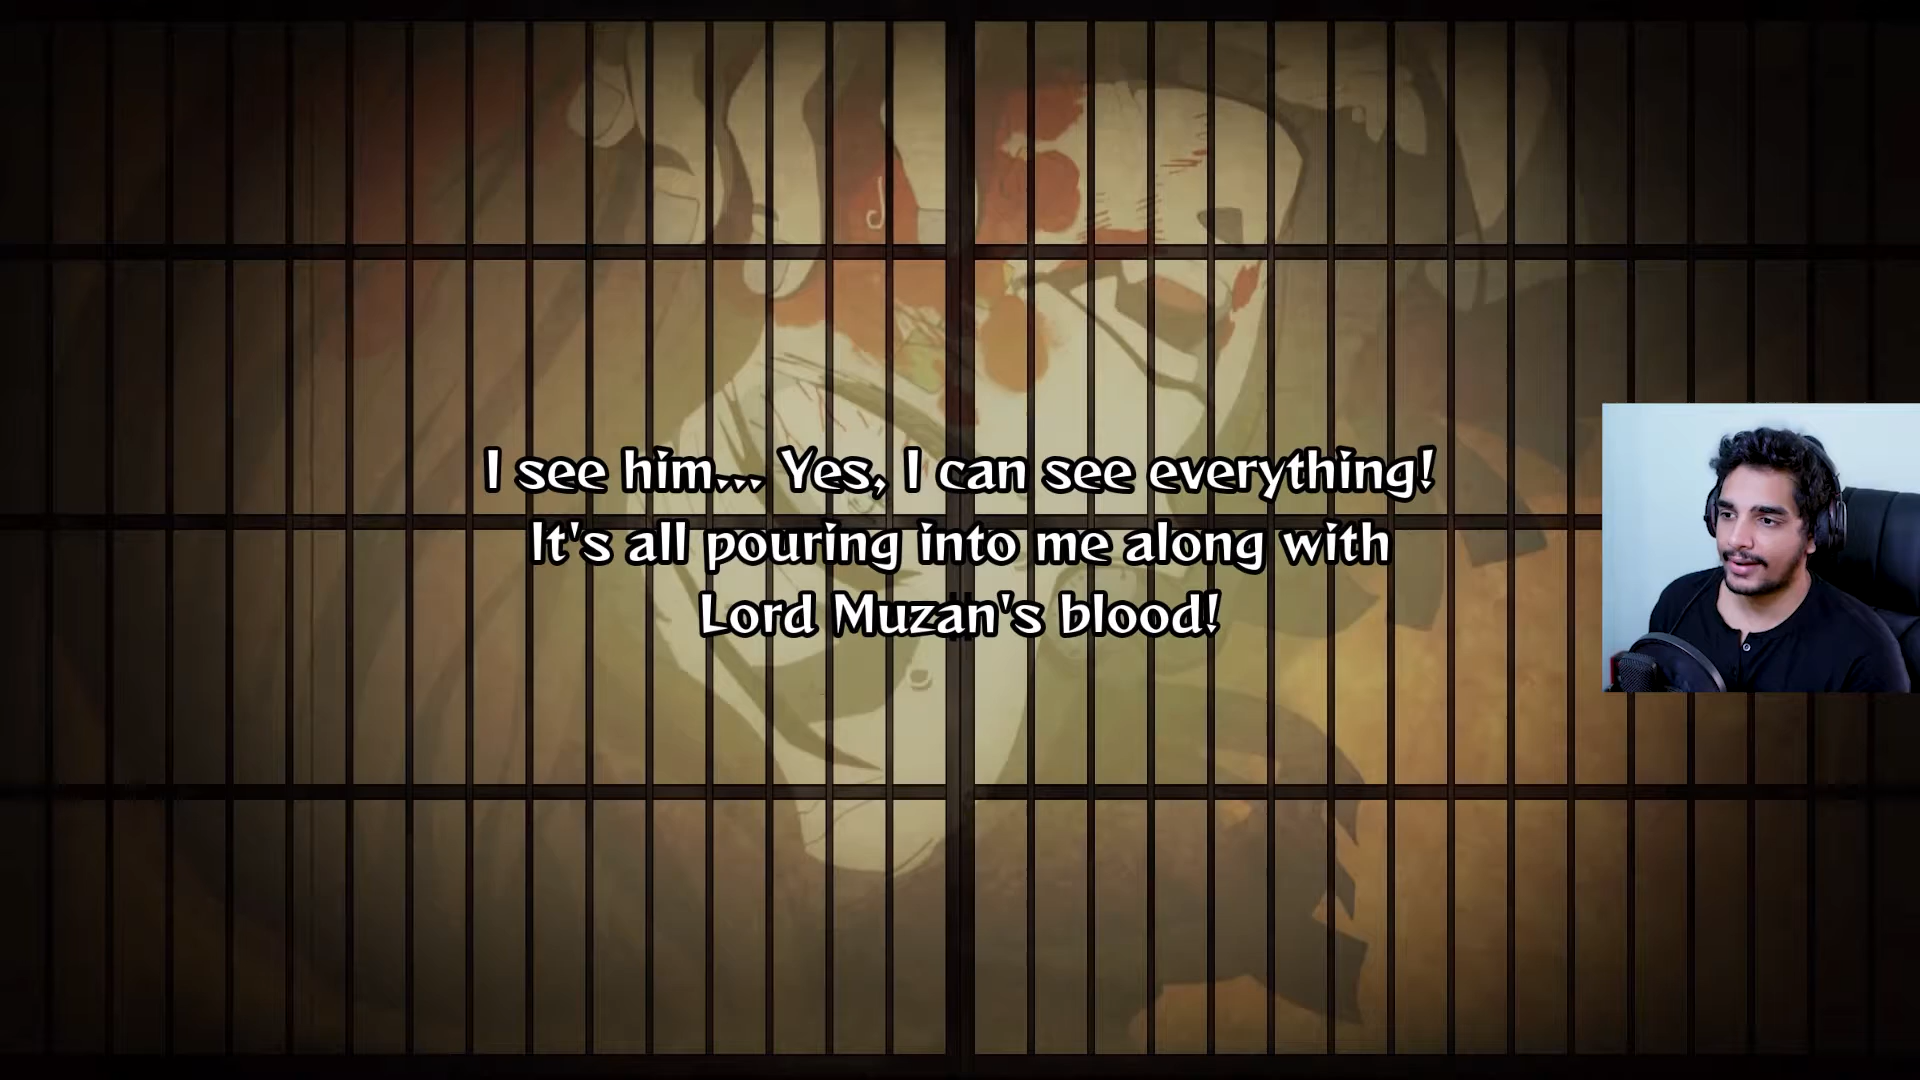 I see him... Yes, I can see everything!
It's all pouring into me along with
Lord Muzan's blood!